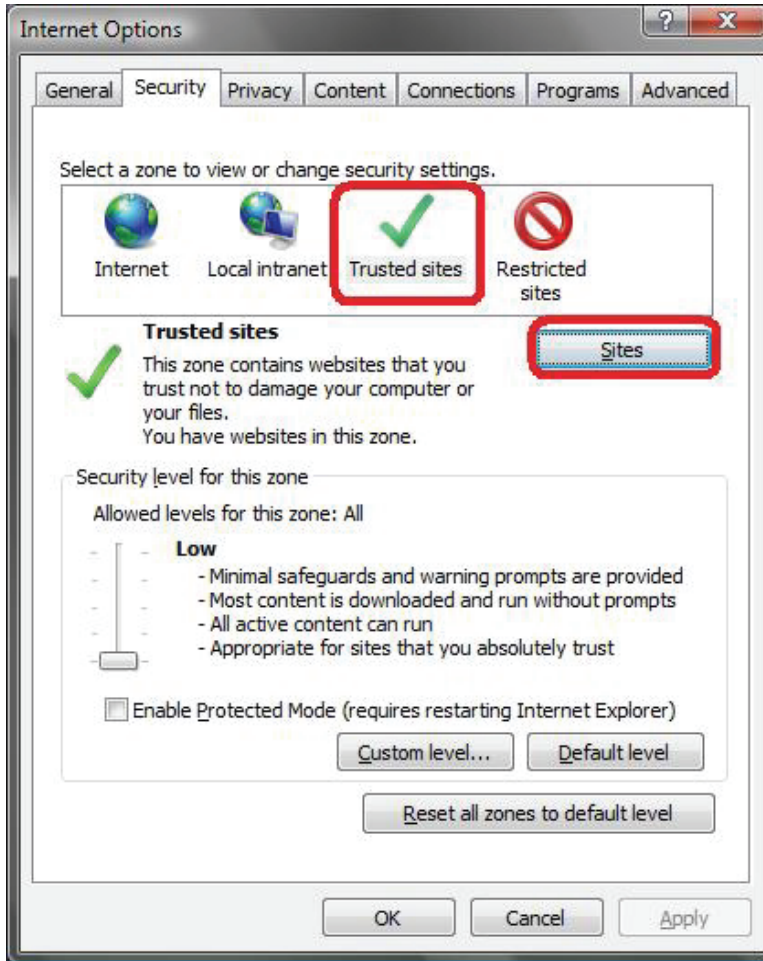 Internet Options
?
X
General Security Privacy Content Connections Programs Advanced
Select a zone to view or change security settings.
Internet Local intranet Trusted sites Restricted
sites
Trusted sites
Sites
This zone contains websites that you
trust not to damage your computer or
your files.
You have websites in this zone.
Security level for this zone
Allowed levels for this zone: All
Low
- Minimal safeguards and warning prompts are provided
- Most content is downloaded and run without prompts
- All active content can run
- Appropriate for sites that you absolutely trust
Enable Protected Mode (requires restarting Internet Explorer)
Custom level... Default level
Reset all zones to default level
OK Cancel Apply